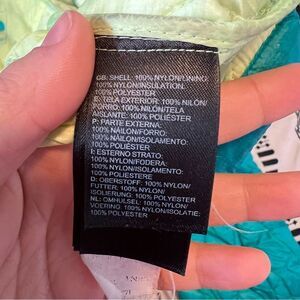 GB: SHELL: 100% NYLON/LINING:
100% NYLON/INSULATION:
100% POLYESTER
E: TELA EXTERIOR: 100% NILON/
FORRO: 100% NILÓN/TELA
AISLANTE: 100% POLIÉSTER
P: PARTE EXTERNA:
100% NÁILON/FORRO:
100% NÁILON/ISOLAMENTO:
100% POLIÉSTER
I: ESTERNO STRATO:
100% NYLON/FODERA:
100% NYLON/ISOLAMENTO:
100% POLIESTERE
D: OBERSTOFF: 100% NYLON/
FUTTER: 100% NYLON/
ISOLIERUNG: 100% POLYESTER
NL: OMHULSEL: 100% NYLON/
VOERING: 100% NYLON/ISOLATIE:
100% POLYESTER